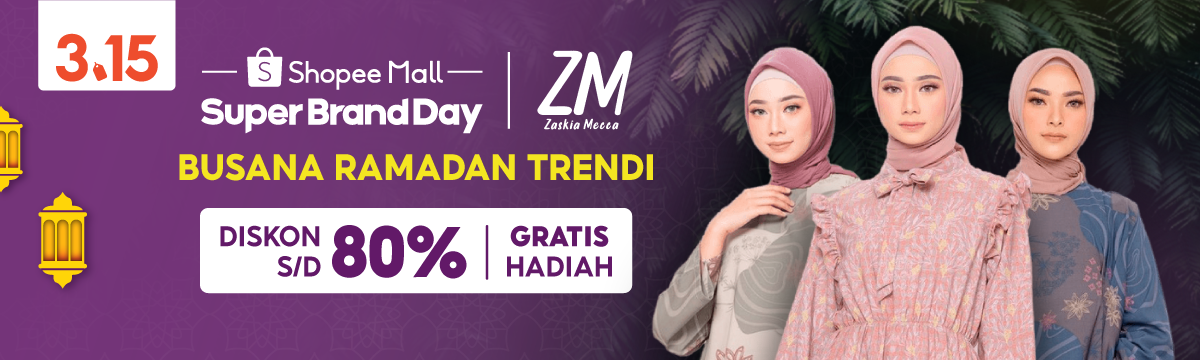 3.15
Shopee Mall
Super Brand Day
ZM
Zaskia Mecca
BUSANA RAMADAN TRENDI
DISKON
S/D
80%
GRATIS
HADIAH